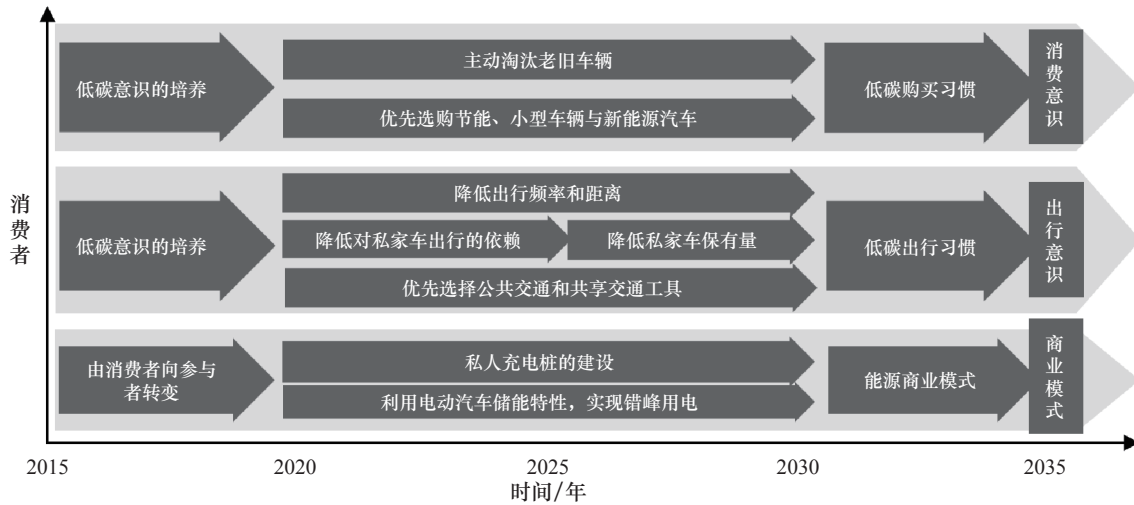 低碳意识的培养
主动淘汰老旧车辆
优先选购节能、小型车辆与新能源汽车
低碳购买习惯
消费意识
消费者
低碳意识的培养
降低出行频率和距离
降低对私家车出行的依赖
降低私家车保有量
优先选择公共交通和共享交通工具
低碳出行习惯
出行意识
由消费者向参与
者转变
私人充电桩的建设
利用电动汽车储能特性，实现错峰用电
能源商业模式
商业模式
2015 2020 2025 2030 2035
时间/年